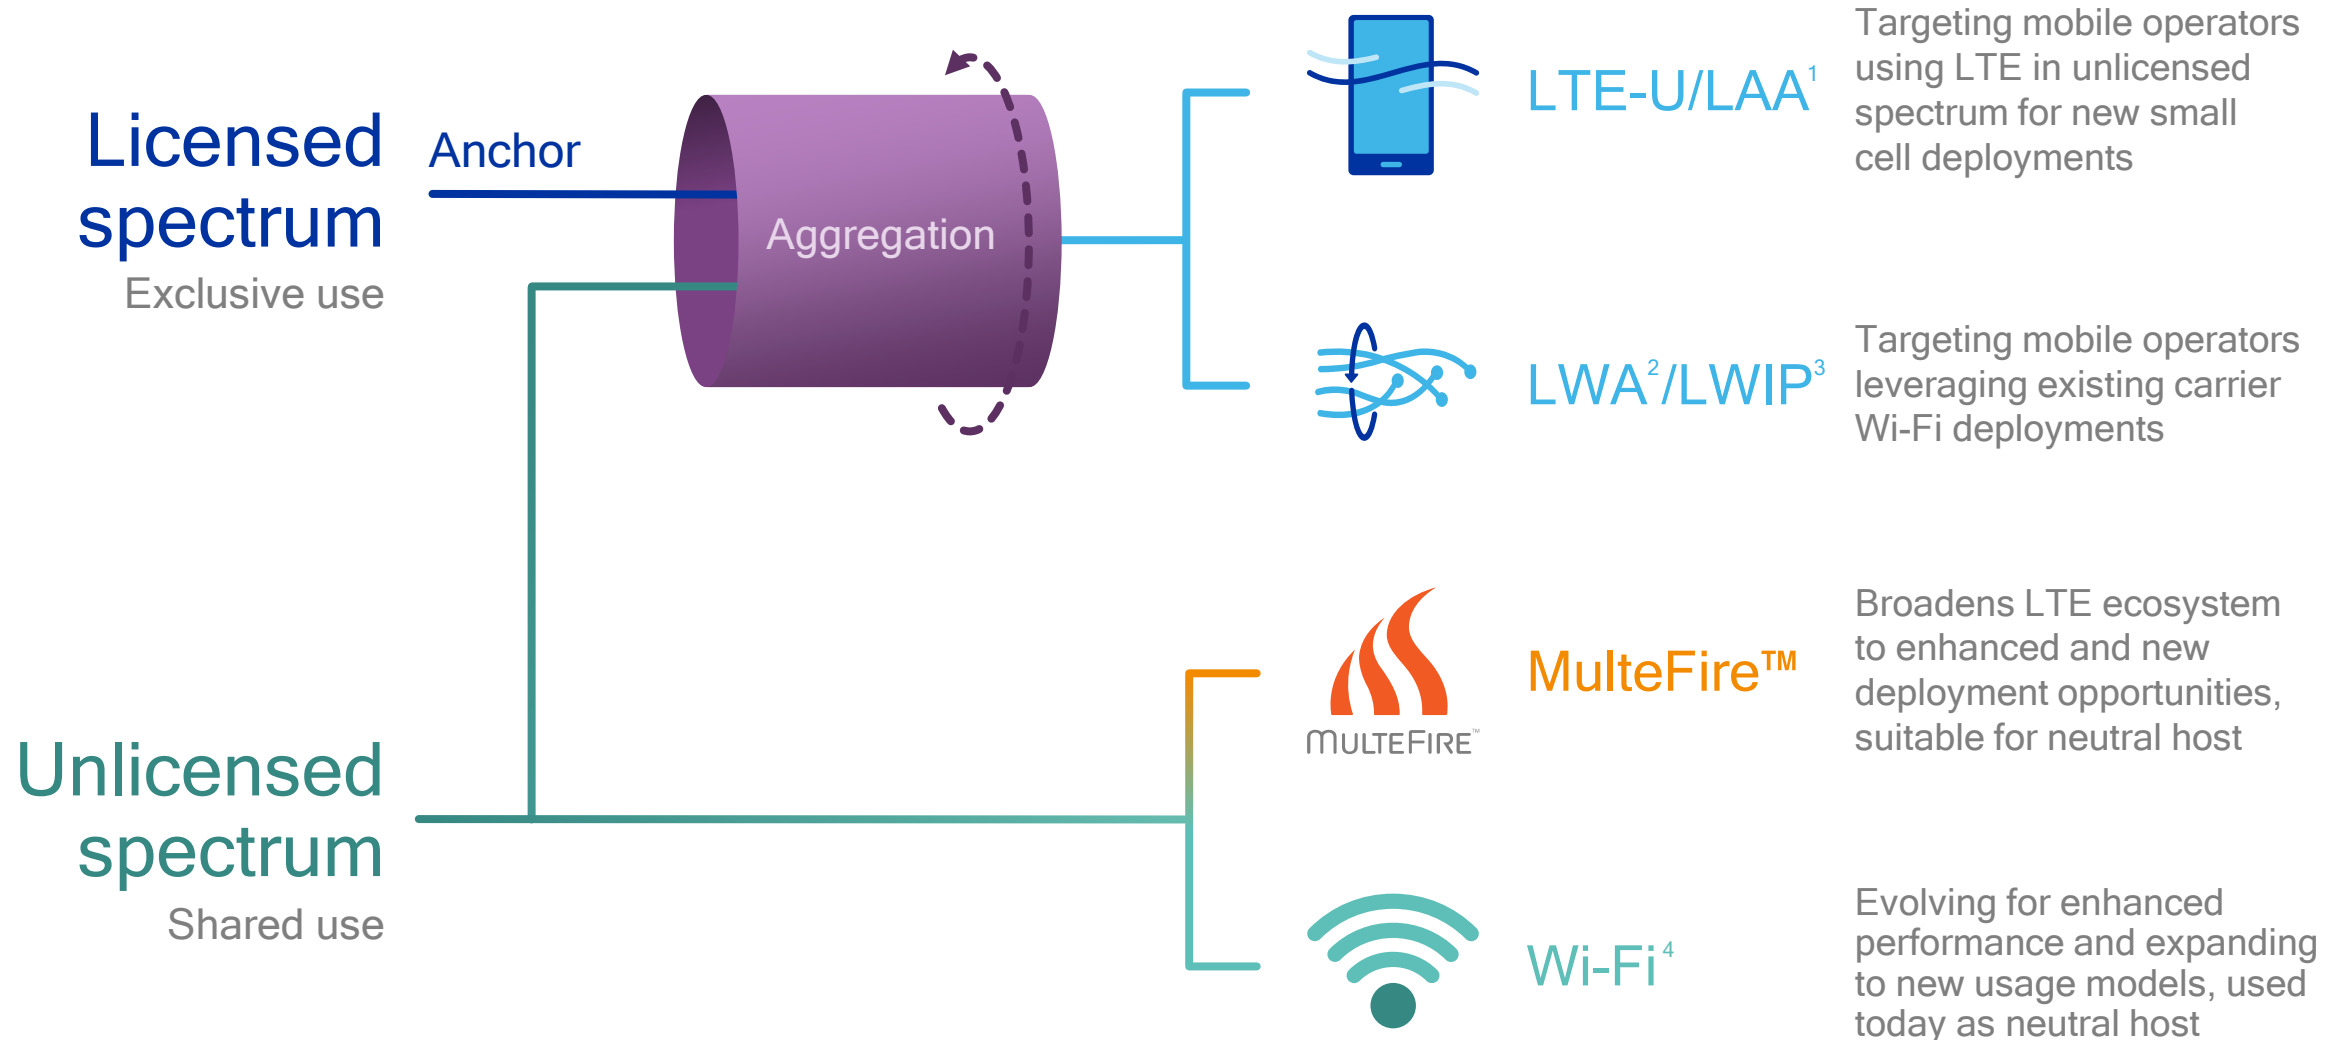 Licensed
spectrum
Exclusive use
Anchor
Aggregation
LTE-U/LAA¹
Targeting mobile operators
using LTE in unlicensed
spectrum for new small
cell deployments
LWA²/LWIP³
Targeting mobile operators
leveraging existing carrier
Wi-Fi deployments
Unlicensed
spectrum
Shared use
MULTEFIRE™
MulteFire™
Broadens LTE ecosystem
to enhanced and new
deployment opportunities,
suitable for neutral host
Wi-Fi⁴
Evolving for enhanced
performance and expanding
to new usage models, used
today as neutral host